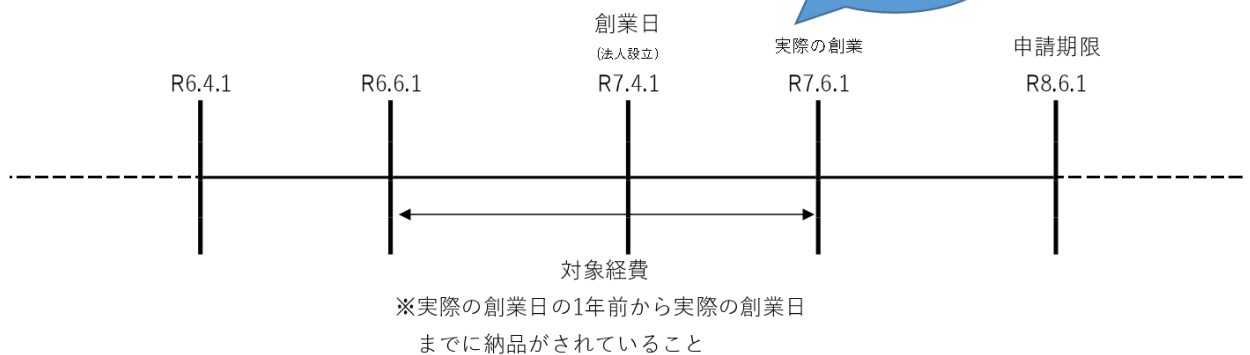 創業日
(法人設立)
実際の創業
申請期限
R6.4.1
R6.6.1
R7.4.1
R7.6.1
R8.6.1
対象経費
※実際の創業日の1年前から実際の創業日
までに納品がされていること